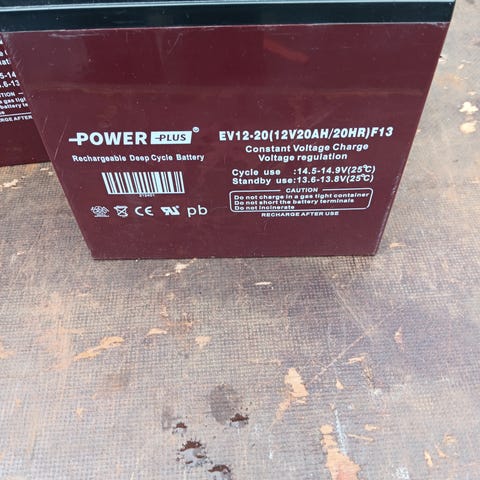 POWER PLUS®
Rechargeable Deep Cycle Battery
CE
pb
EV12-20(12V20AH/20HR)F13
Constant Voltage Charge
Voltage regulation
Cycle use :14.5-14.9V(25℃)
Standby use:13.6-13.8V(25℃)
CAUTION
Do not charge in a gas tight container
Do not short the battery terminals
Do not incinerate
RECHARGE AFTER USE